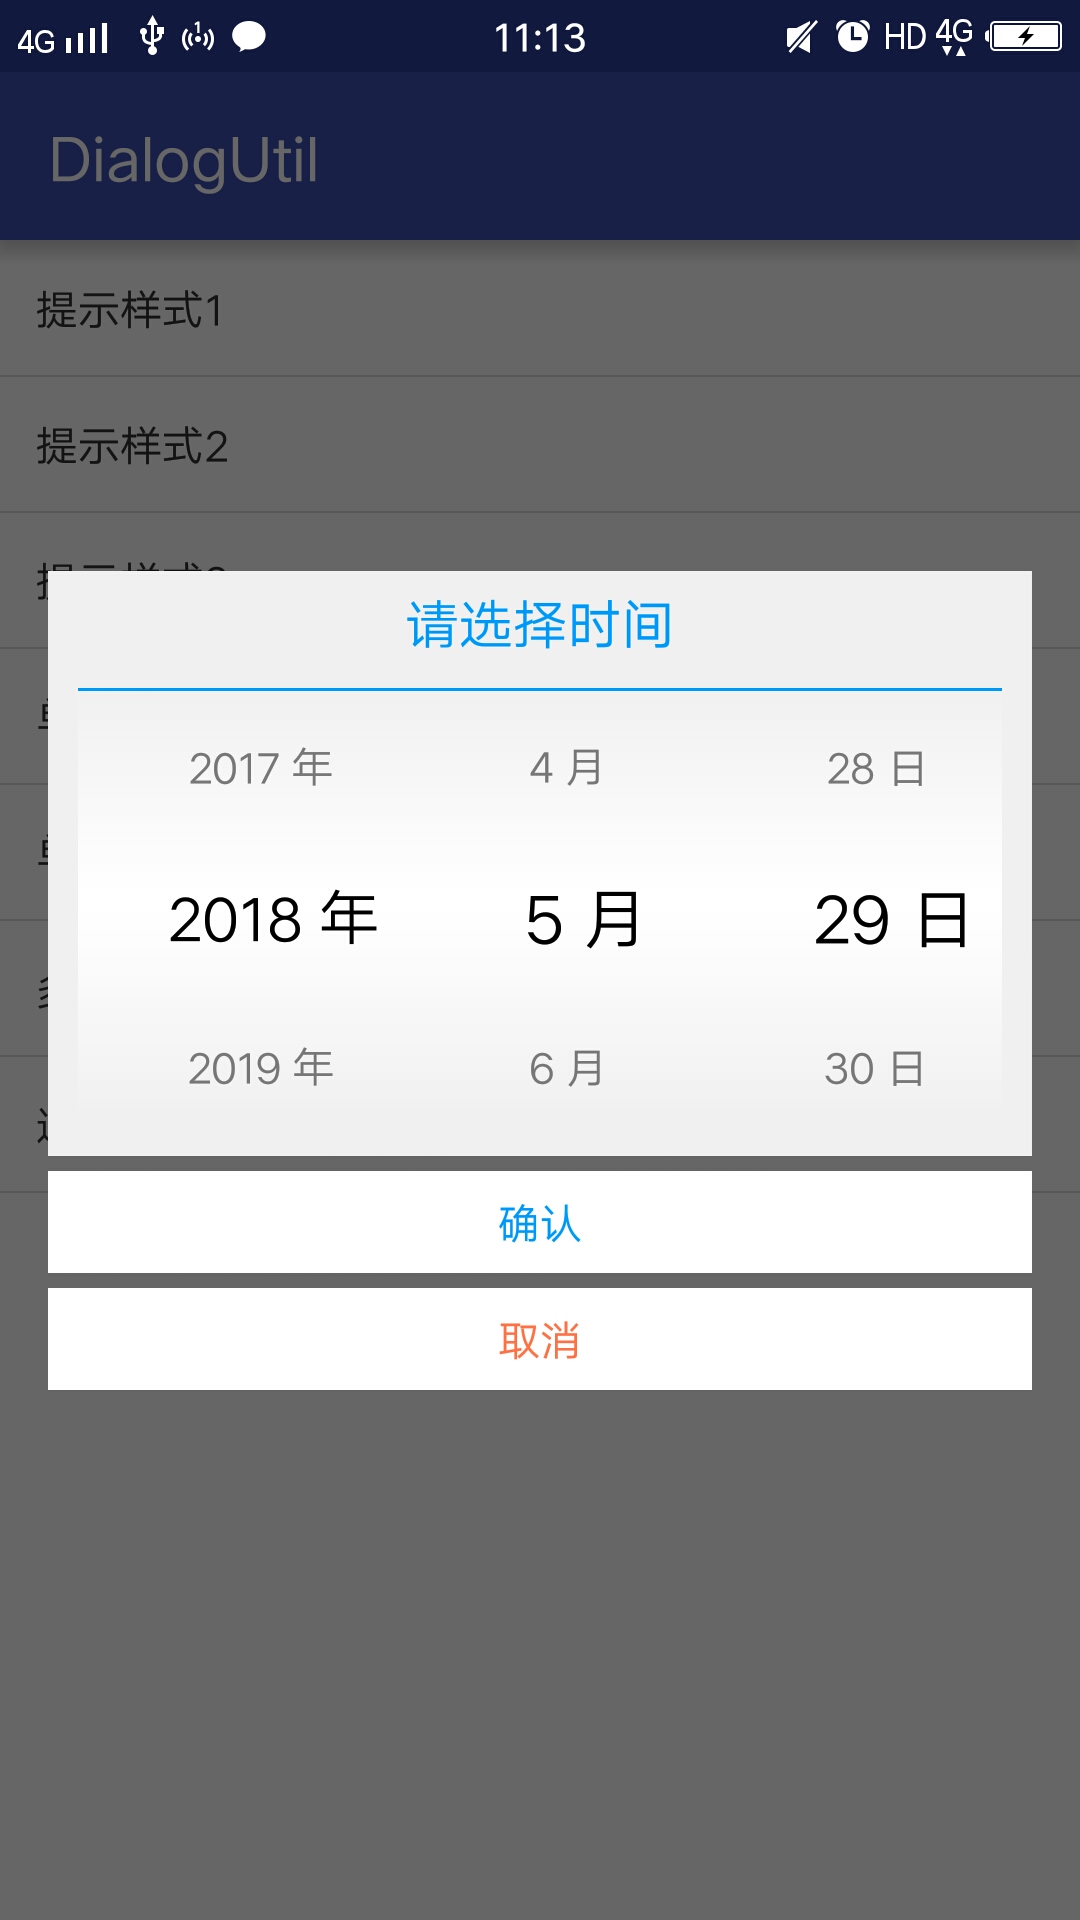 4G 1 11:13 HD 4G
DialogUtil
提示样式1
提示样式2
请选择时间
2017 年 4 月 28 日
2018 年 5 月 29 日
2019 年 6 月 30 日
确认
取消